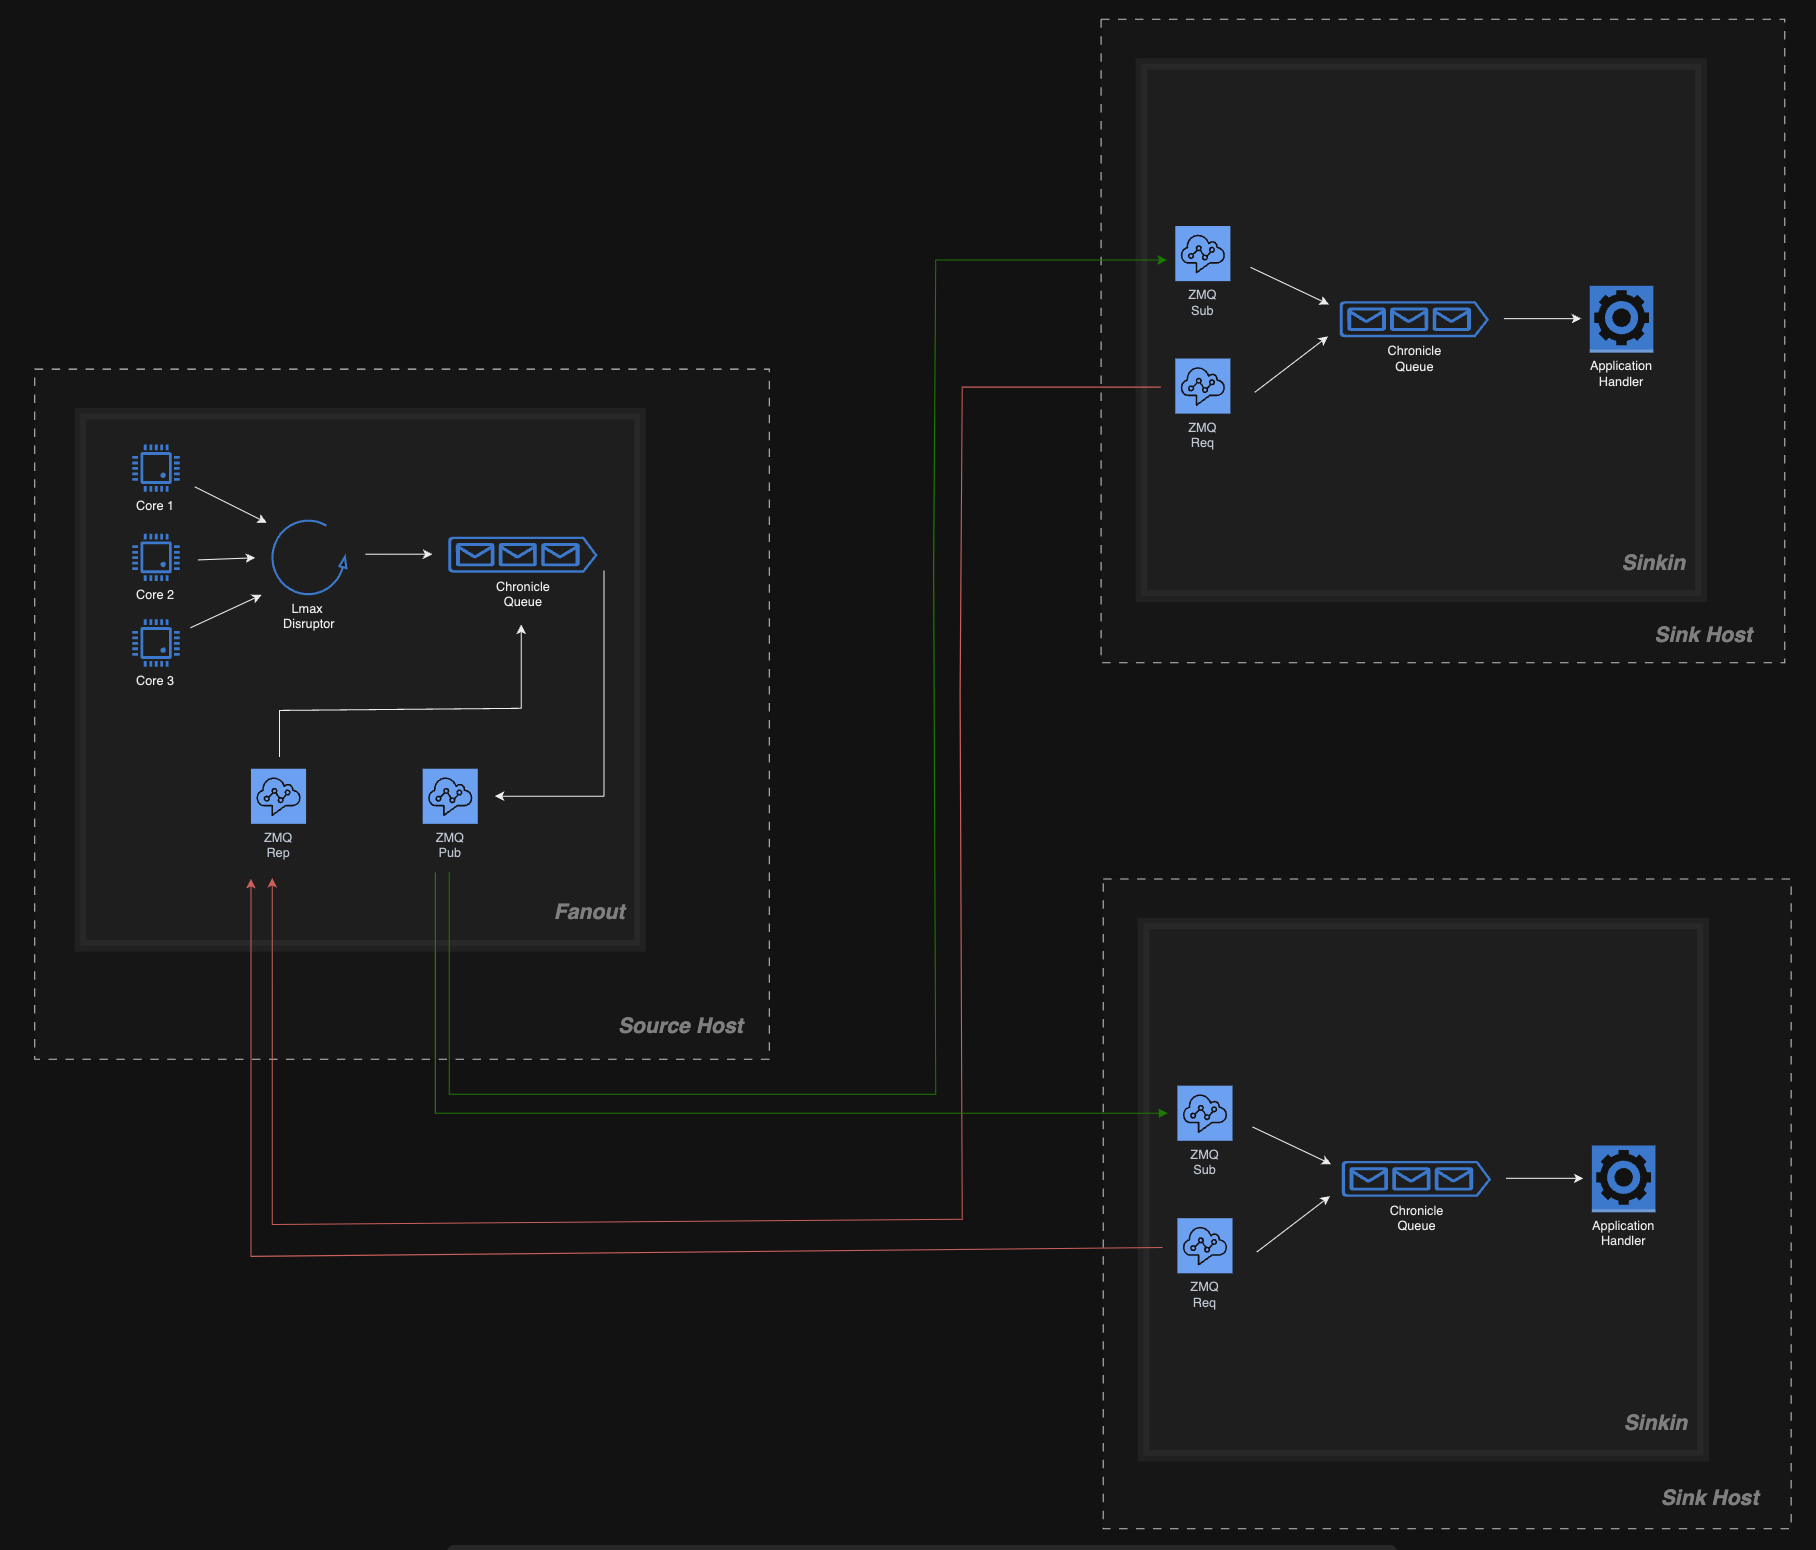 Core 1
Core 2
Core 3
Lmax
Disruptor
Chronicle
Queue
ZMQ
Rep
ZMQ
Pub
Fanout
Source Host
ZMQ
Sub
ZMQ
Req
Chronicle
Queue
Application
Handler
Sinkin
Sink Host
ZMQ
Sub
ZMQ
Req
Chronicle
Queue
Application
Handler
Sinkin
Sink Host